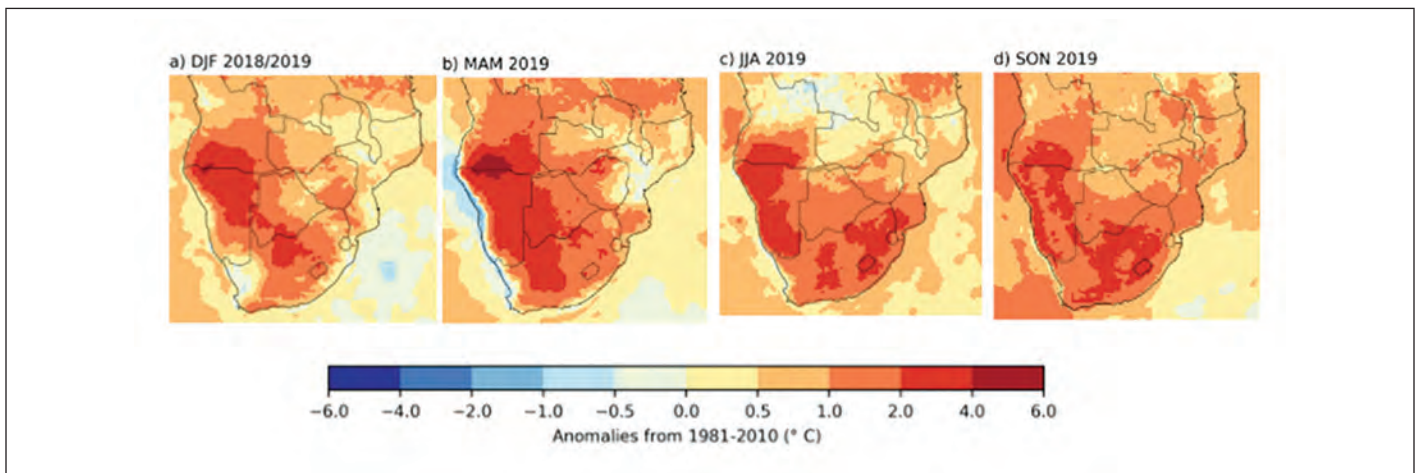 a) DJF 2018/2019
b) MAM 2019
c) JJA 2019
d) SON 2019
−6.0 −4.0 −2.0 −1.0 −0.5 0.0 0.5 1.0 2.0 4.0 6.0
Anomalies from 1981-2010 (° C)